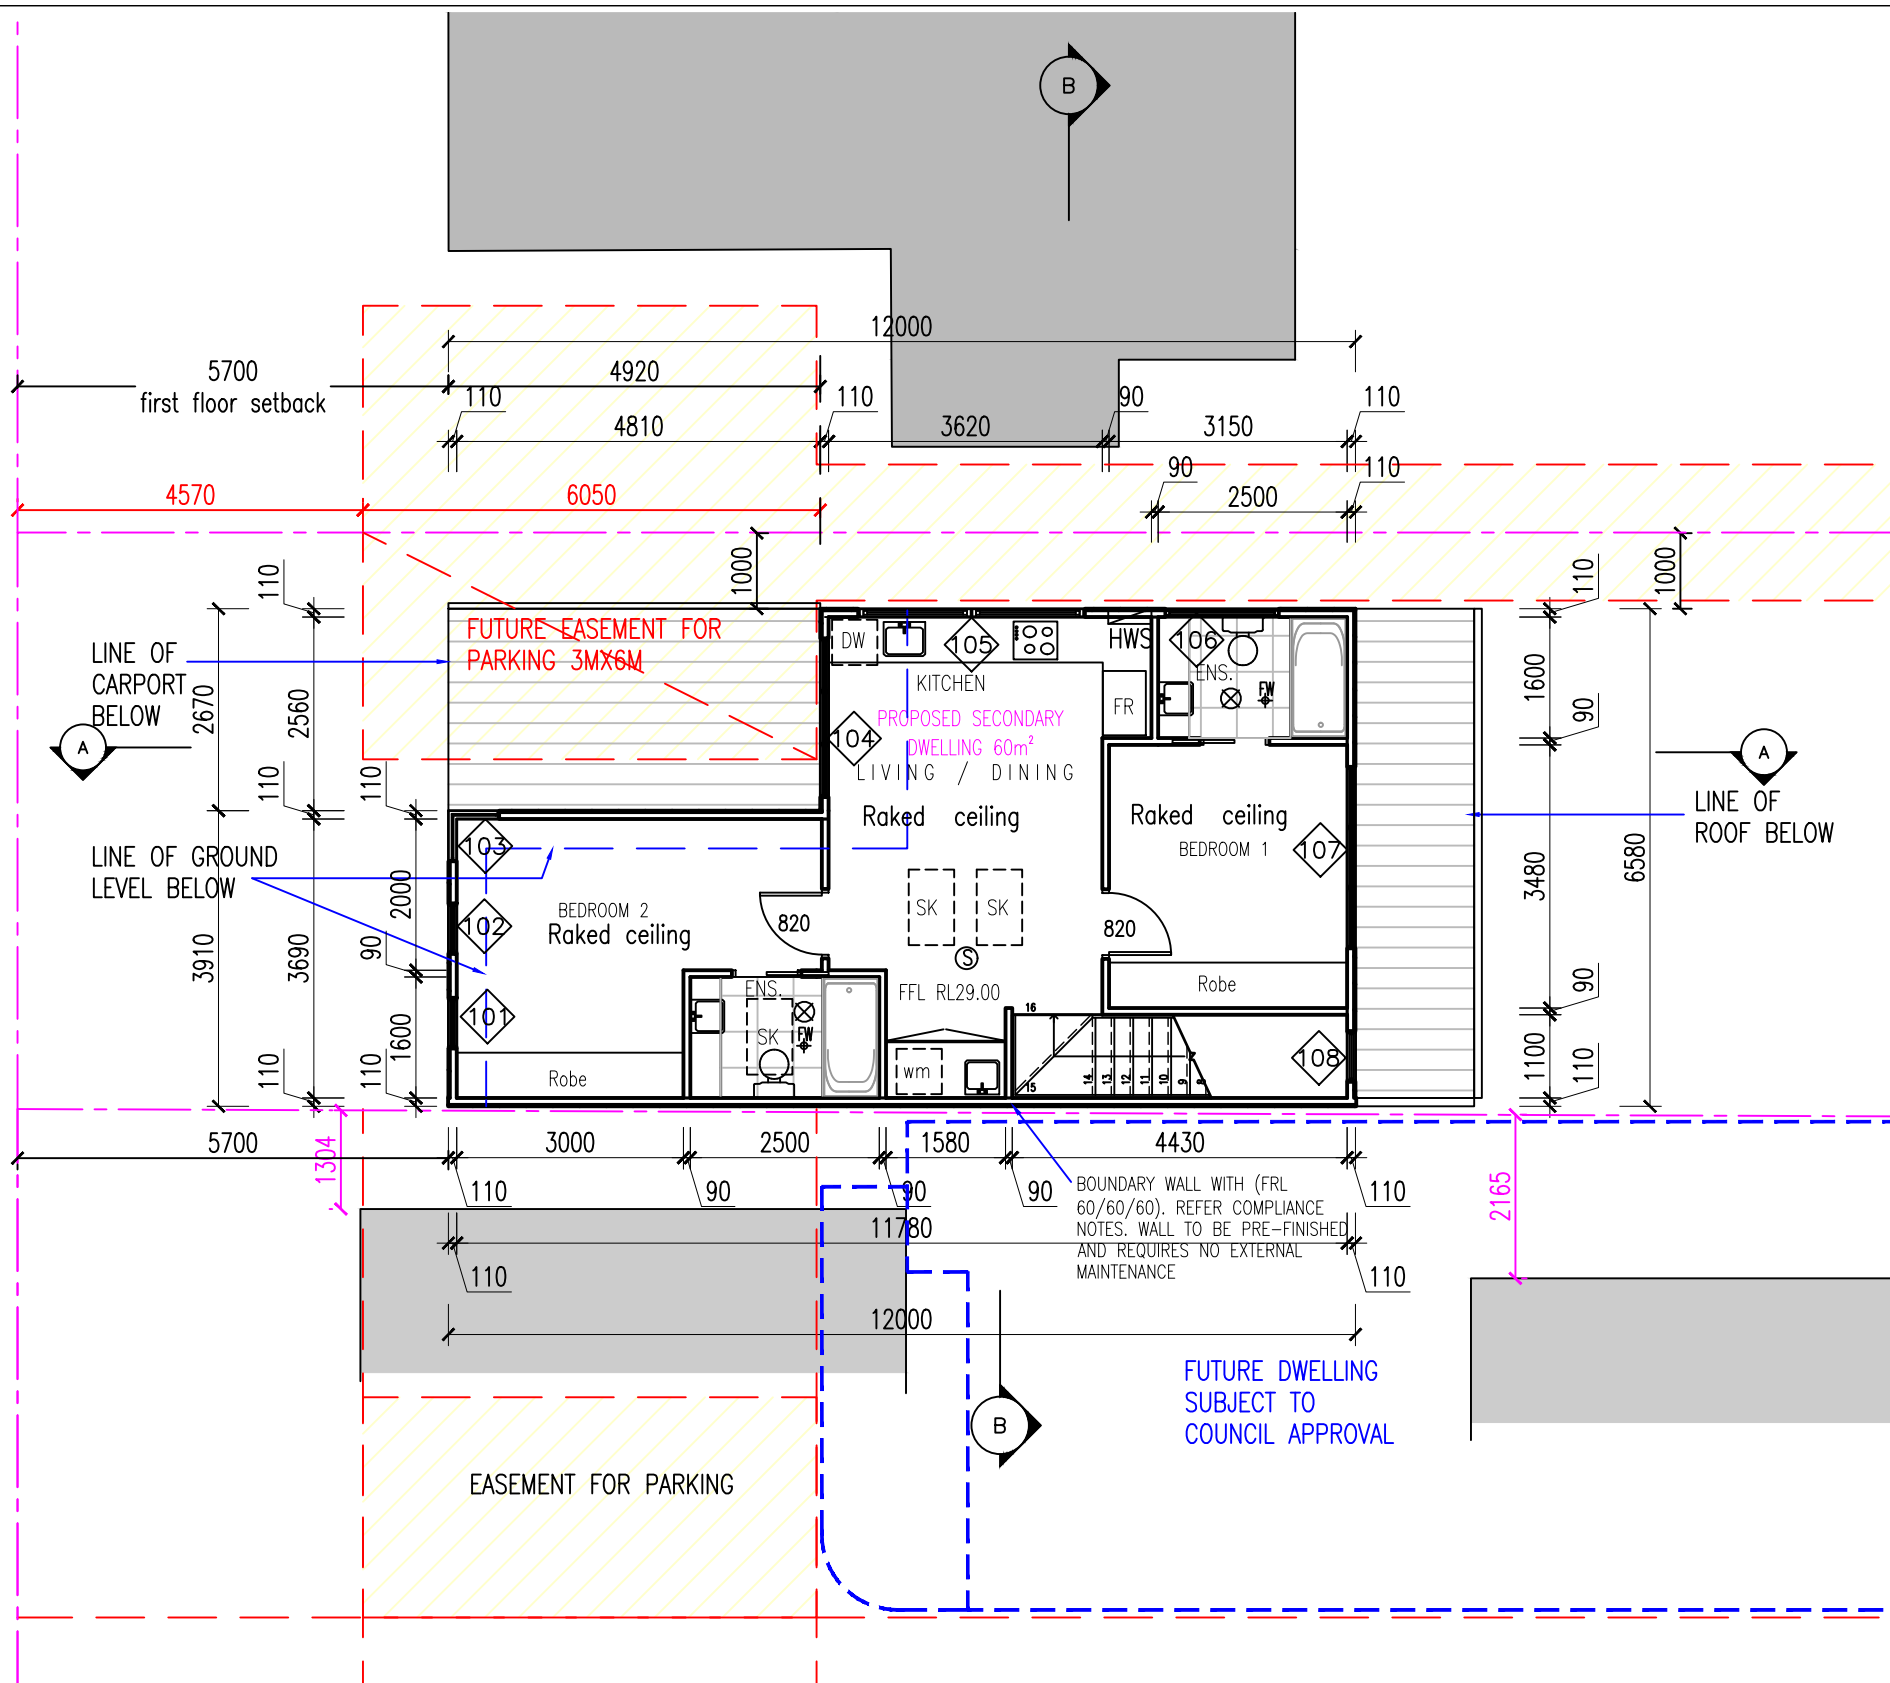 B
12000
5700
first floor setback
4920
110
110
90
110
4810
3620
3150
90
110
4570
6050
2500
1000
110
110
1000
FUTURE EASEMENT FOR
PARKING 3MX6M
LINE OF
CARPORT
BELOW
2670
2560
A
DW
105
HWS
106
ENS.
FW
KITCHEN
FR
PROPOSED SECONDARY
DWELLING 60m²
104
LIVING / DINING
Raked ceiling
Raked ceiling
BEDROOM 1
107
1600
90
A
LINE OF
ROOF BELOW
110
110
103
LINE OF GROUND
LEVEL BELOW
2000
3480
6580
102
BEDROOM 2
Raked ceiling
820
SK
SK
820
S
3910
3690
90
FFL RL29.00
Robe
90
ENS.
SK
FW
101
1600
16
15
14
13
12
11
10
9
8
108
1100
110
wm
Robe
110
110
5700
3000
2500
1580
4430
1304
110
90
90
90
110
2165
BOUNDARY WALL WITH (FRL
60/60/60). REFER COMPLIANCE
NOTES. WALL TO BE PRE-FINISHED
AND REQUIRES NO EXTERNAL
MAINTENANCE
11780
110
110
12000
FUTURE DWELLING
SUBJECT TO
COUNCIL APPROVAL
B
EASEMENT FOR PARKING